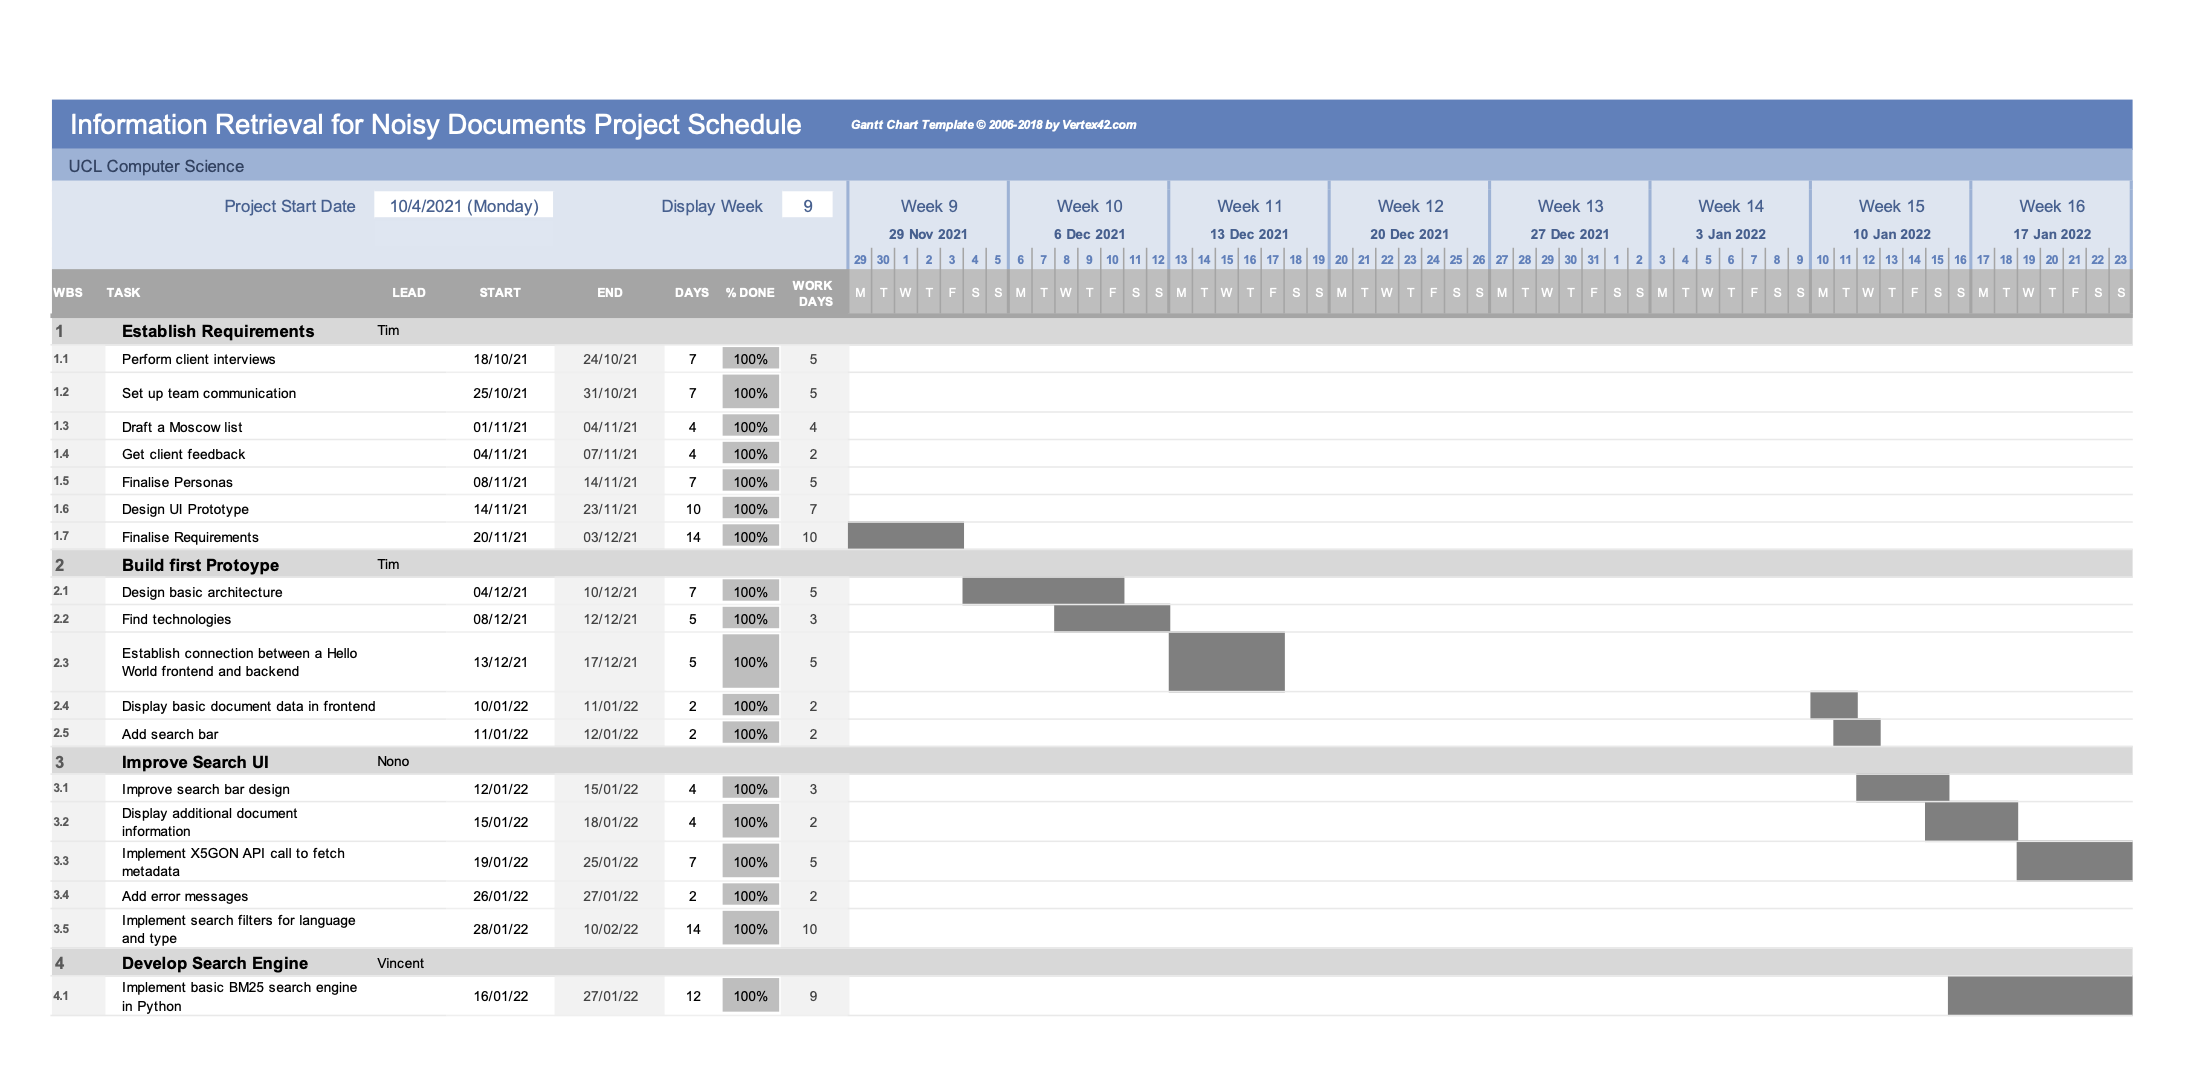 Information Retrieval for Noisy Documents Project Schedule Gantt Chart Template © 2006-2018 by Vertex42.com
UCL Computer Science
Project Start Date 10/4/2021 (Monday) Display Week 9 Week 9 Week 10 Week 11 Week 12 Week 13 Week 14 Week 15 Week 16
29 Nov 2021 6 Dec 2021 13 Dec 2021 20 Dec 2021 27 Dec 2021 3 Jan 2022 10 Jan 2022 17 Jan 2022
29 30 1 2 3 4 5 6 7 8 9 10 11 12 13 14 15 16 17 18 19 20 21 22 23 24 25 26 27 28 29 30 31 1 2 3 4 5 6 7 8 9 10 11 12 13 14 15 16 17 18 19 20 21 22 23
WBS TASK LEAD START END DAYS % DONE WORK DAYS M T W T F S S M T W T F S S M T W T F S S M T W T F S S M T W T F S S M T W T F S S M T W T F S S M T W T F S S
1 Establish Requirements Tim
1.1 Perform client interviews 18/10/21 24/10/21 7 100% 5
1.2 Set up team communication 25/10/21 31/10/21 7 100% 5
1.3 Draft a Moscow list 01/11/21 04/11/21 4 100% 4
1.4 Get client feedback 04/11/21 07/11/21 4 100% 2
1.5 Finalise Personas 08/11/21 14/11/21 7 100% 5
1.6 Design UI Prototype 14/11/21 23/11/21 10 100% 7
1.7 Finalise Requirements 20/11/21 03/12/21 14 100% 10
2 Build first Protoype Tim
2.1 Design basic architecture 04/12/21 10/12/21 7 100% 5
2.2 Find technologies 08/12/21 12/12/21 5 100% 3
2.3 Establish connection between a Hello
World frontend and backend 13/12/21 17/12/21 5 100% 5
2.4 Display basic document data in frontend 10/01/22 11/01/22 2 100% 2
2.5 Add search bar 11/01/22 12/01/22 2 100% 2
3 Improve Search UI Nono
3.1 Improve search bar design 12/01/22 15/01/22 4 100% 3
3.2 Display additional document
information 15/01/22 18/01/22 4 100% 2
3.3 Implement X5GON API call to fetch
metadata 19/01/22 25/01/22 7 100% 5
3.4 Add error messages 26/01/22 27/01/22 2 100% 2
3.5 Implement search filters for language
and type 28/01/22 10/02/22 14 100% 10
4 Develop Search Engine Vincent
4.1 Implement basic BM25 search engine
in Python 16/01/22 27/01/22 12 100% 9